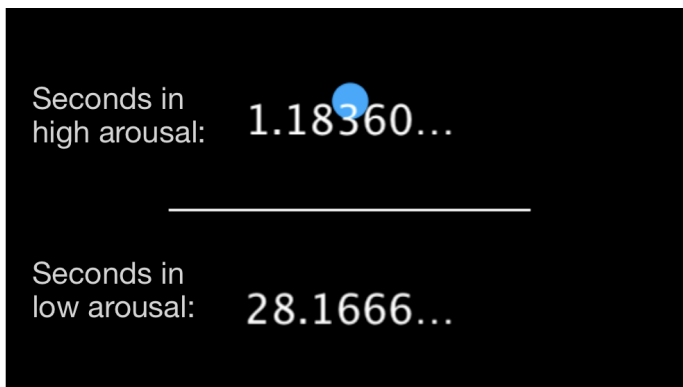 Seconds in
high arousal: 1.18360...
Seconds in
low arousal: 28.1666...